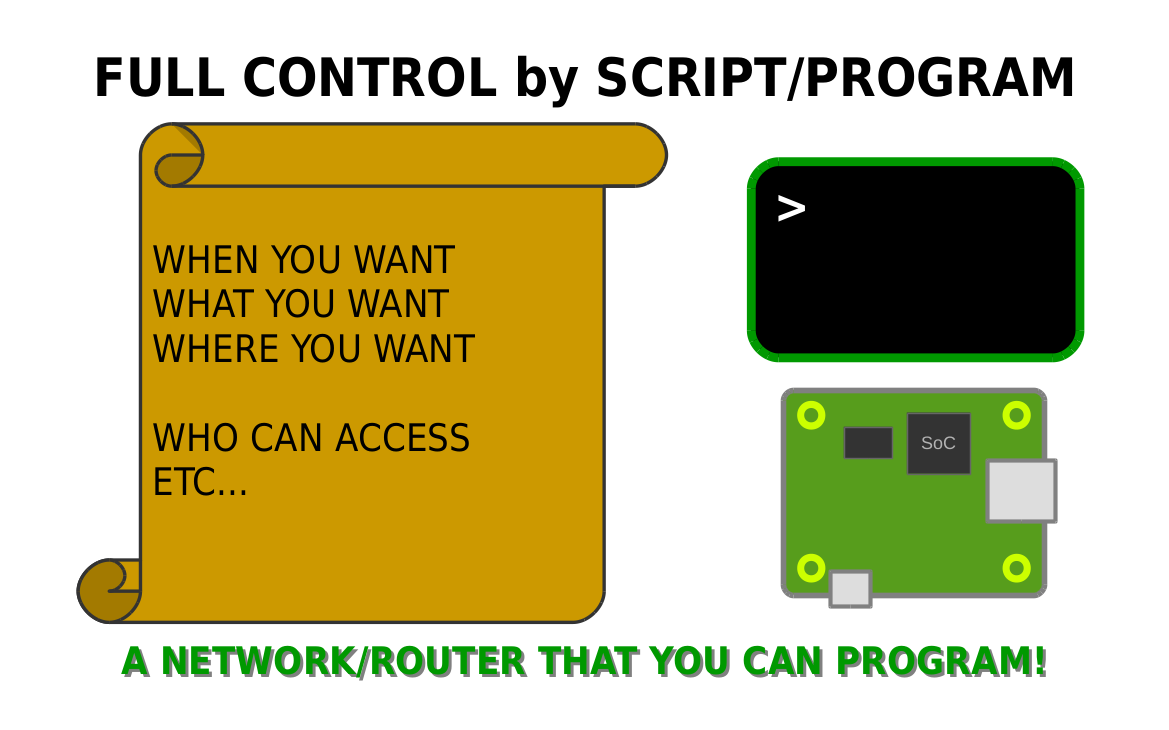 FULL CONTROL by SCRIPT/PROGRAM
WHEN YOU WANT
WHAT YOU WANT
WHERE YOU WANT
WHO CAN ACCESS
ETC...
>
SoC
A NETWORK/ROUTER THAT YOU CAN PROGRAM!